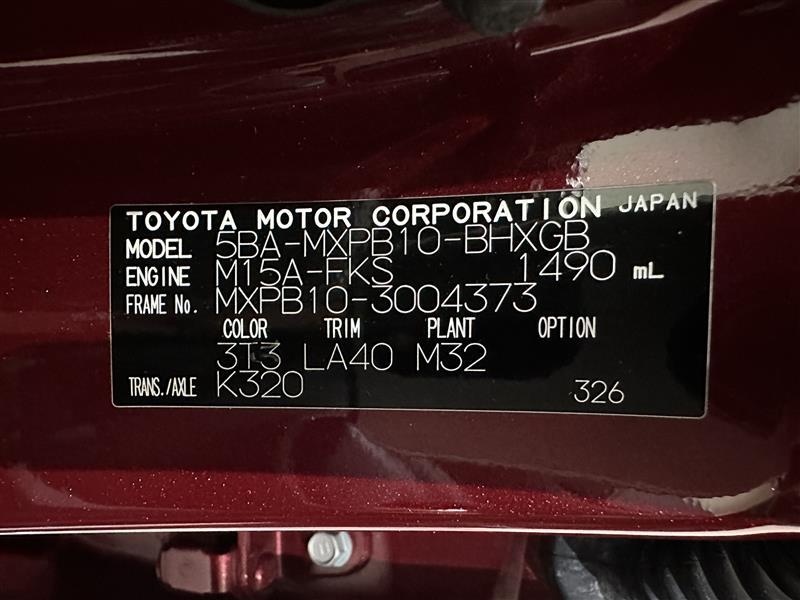 TOYOTA MOTOR CORPORATION JAPAN
MODEL 5BA-MXPB10-BHXGB
ENGINE M15A-FKS 1490 mL
FRAME No. MXPB10-3004373
COLOR TRIM PLANT OPTION
3T3 LA40 M32
TRANS./AXLE K320 326